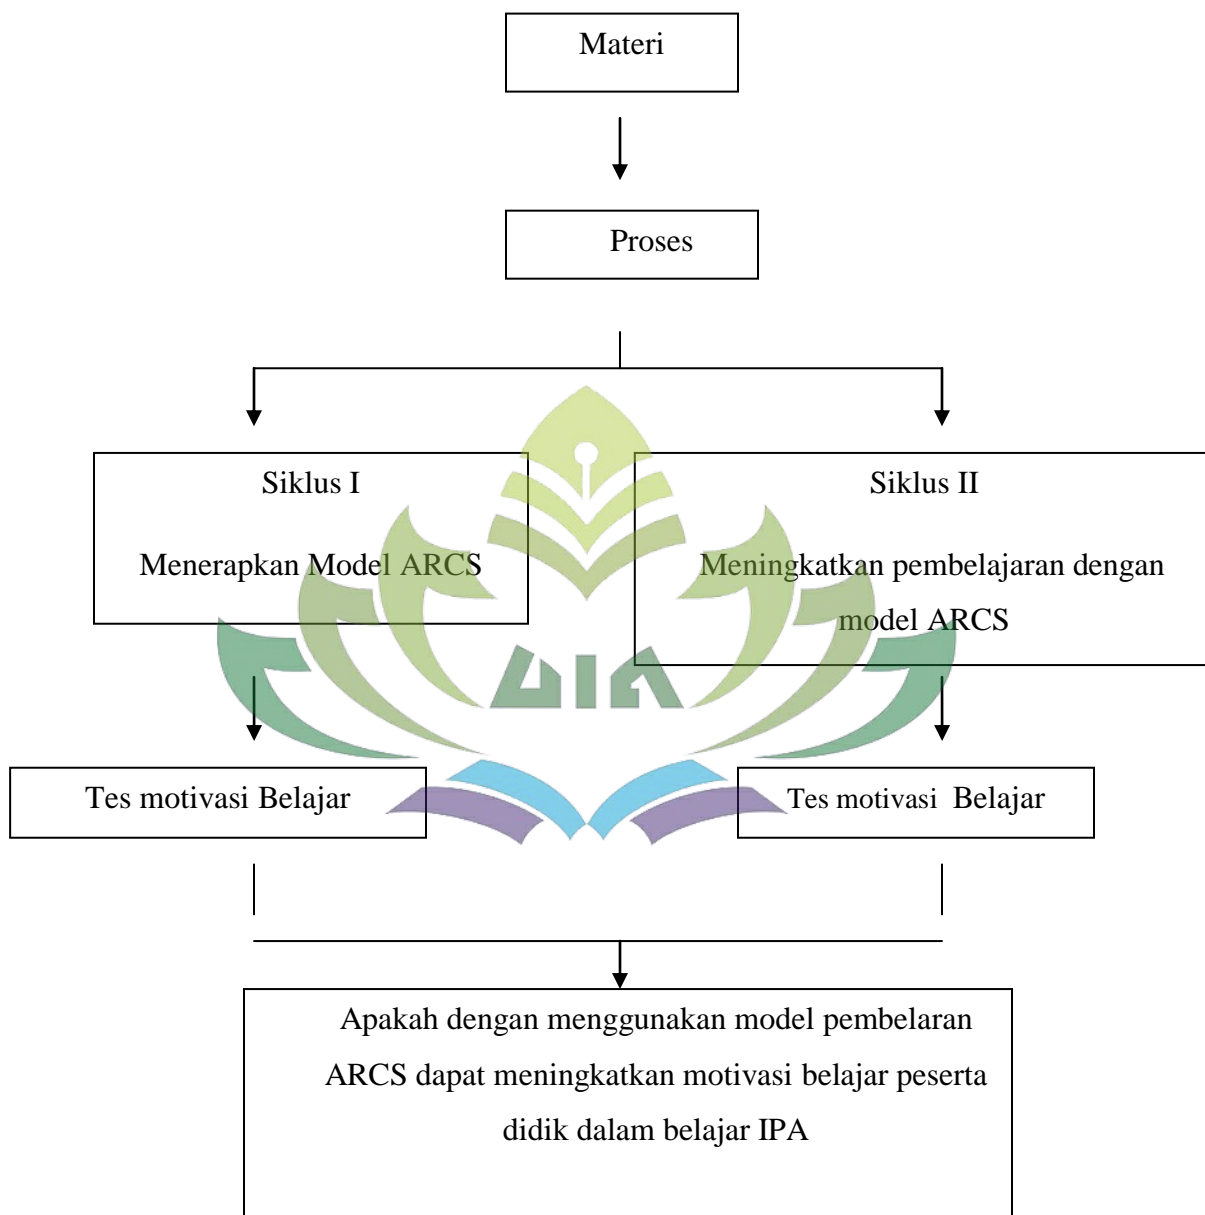 Materi
Proses
Siklus I
Menerapkan Model ARCS
Siklus II
Meningkatkan pembelajaran dengan
model ARCS
UIN
Tes motivasi Belajar
Tes motivasi Belajar
Apakah dengan menggunakan model pembelaran
ARCS dapat meningkatkan motivasi belajar peserta
didik dalam belajar IPA